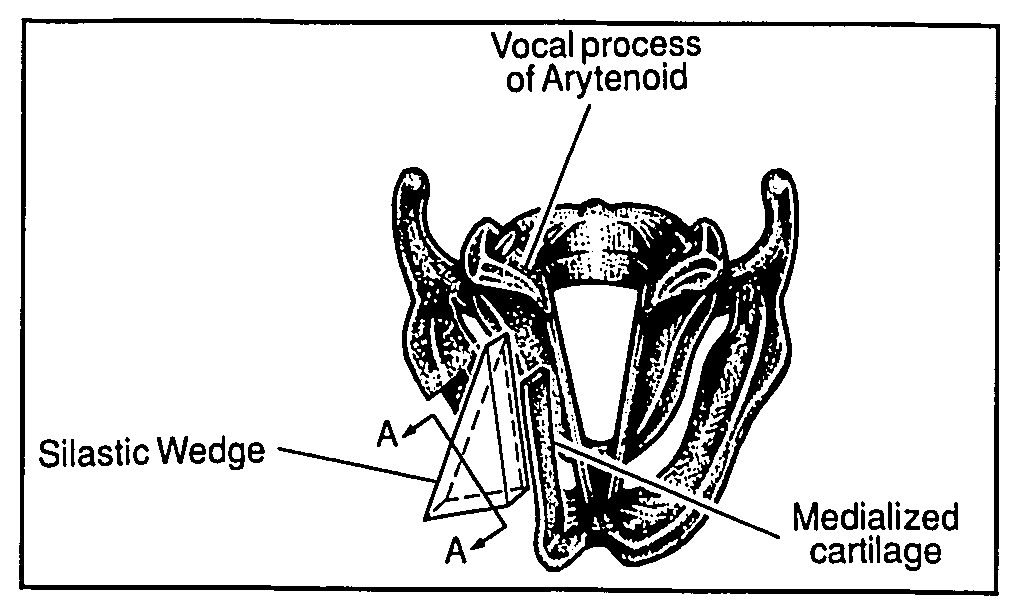 Vocal process
of Arytenoid
A
Silastic Wedge
A
Medialized
cartilage